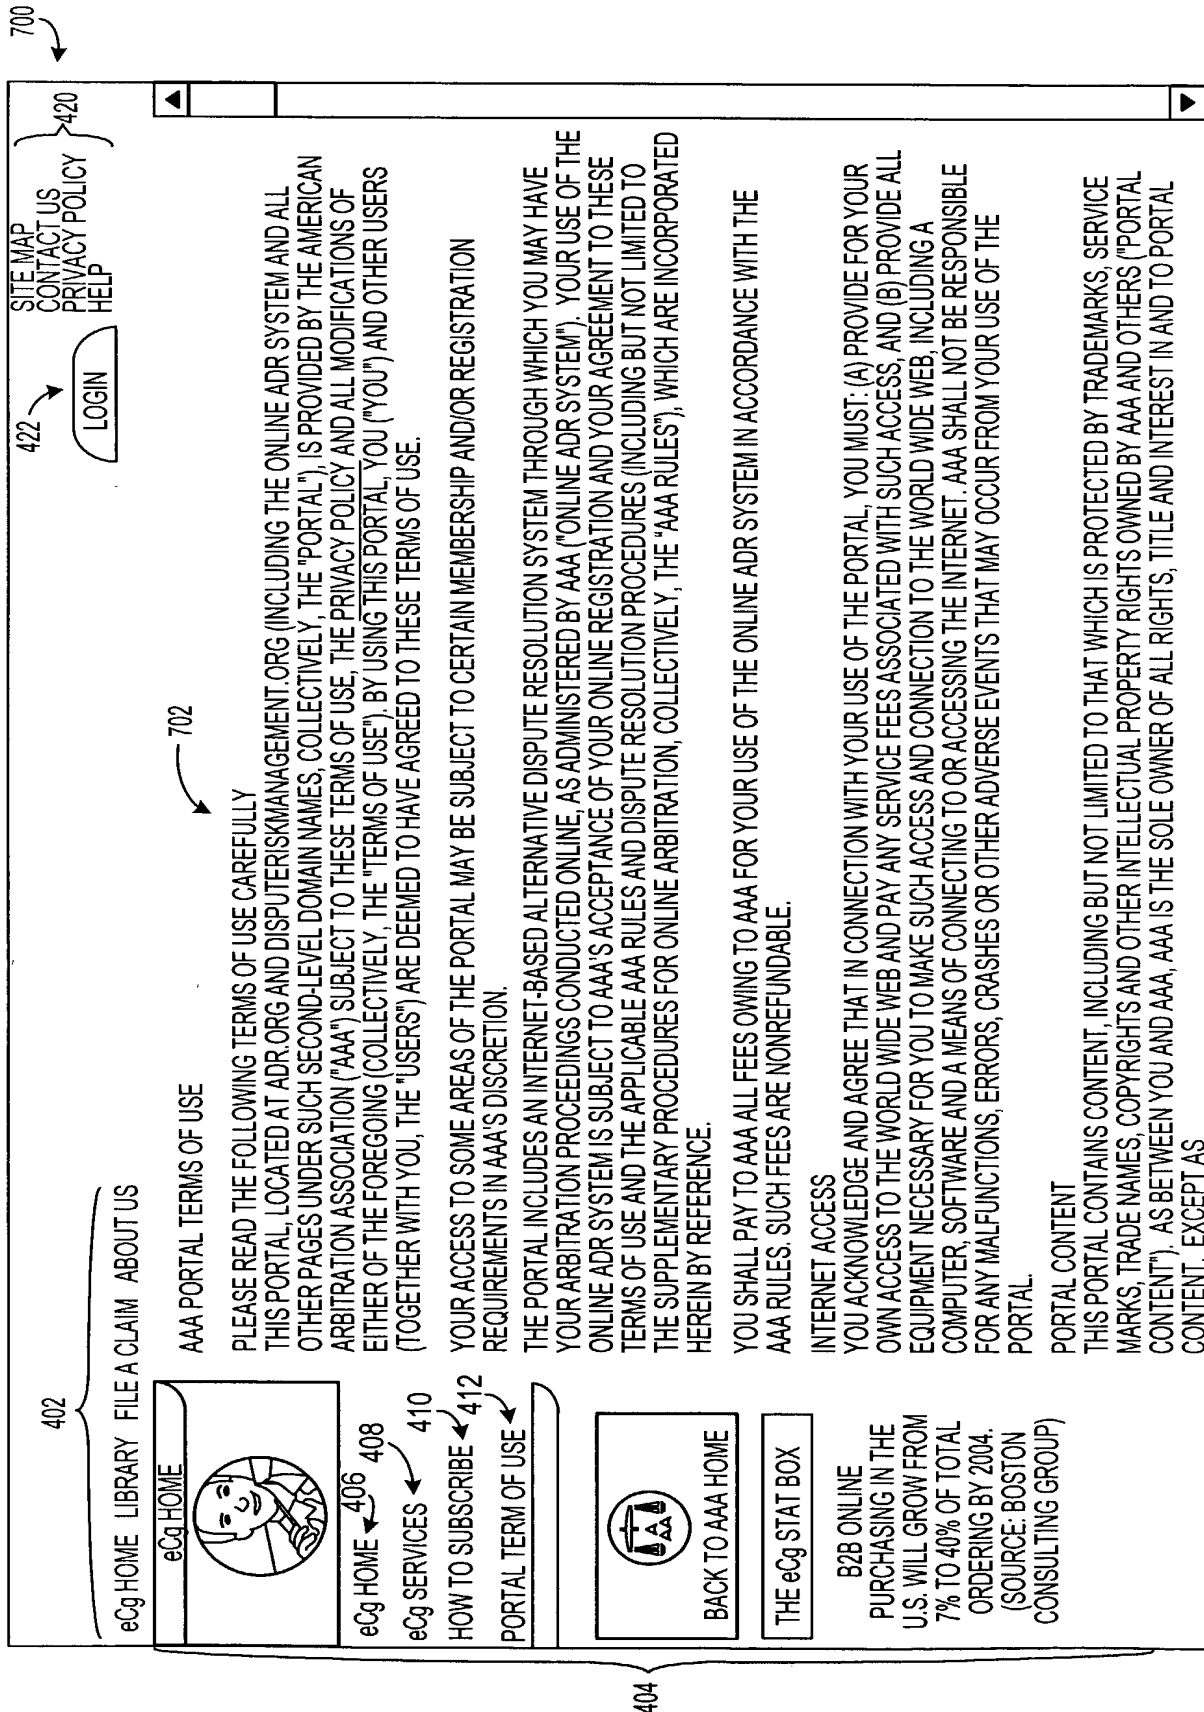 700
402
422
SITE MAP
CONTACT US
PRIVACY POLICY
HELP
420
LOGIN
eCg HOME LIBRARY FILE A CLAIM ABOUT US
eCg HOME
eCg HOME 406
eCg SERVICES 408
HOW TO SUBSCRIBE 410
PORTAL TERM OF USE 412
404
BACK TO AAA HOME
THE eCg STAT BOX
B2B ONLINE
PURCHASING IN THE
U.S. WILL GROW FROM
7% TO 40% OF TOTAL
ORDERING BY 2004.
(SOURCE: BOSTON
CONSULTING GROUP)
AAA PORTAL TERMS OF USE
702
PLEASE READ THE FOLLOWING TERMS OF USE CAREFULLY
THIS PORTAL, LOCATED AT ADR.ORG AND DISPUTERISKMANAGEMENT.ORG (INCLUDING THE ONLINE ADR SYSTEM AND ALL
OTHER PAGES UNDER SUCH SECOND-LEVEL DOMAIN NAMES, COLLECTIVELY, THE "PORTAL"), IS PROVIDED BY THE AMERICAN
ARBITRATION ASSOCIATION ("AAA") SUBJECT TO THESE TERMS OF USE, THE PRIVACY POLICY AND ALL MODIFICATIONS OF
EITHER OF THE FOREGOING (COLLECTIVELY, THE "TERMS OF USE"). BY USING THIS PORTAL, YOU ("YOU") AND OTHER USERS
(TOGETHER WITH YOU, THE "USERS") ARE DEEMED TO HAVE AGREED TO THESE TERMS OF USE.
YOUR ACCESS TO SOME AREAS OF THE PORTAL MAY BE SUBJECT TO CERTAIN MEMBERSHIP AND/OR REGISTRATION
REQUIREMENTS IN AAA'S DISCRETION.
THE PORTAL INCLUDES AN INTERNET-BASED ALTERNATIVE DISPUTE RESOLUTION SYSTEM THROUGH WHICH YOU MAY HAVE
YOUR ARBITRATION PROCEEDINGS CONDUCTED ONLINE, AS ADMINISTERED BY AAA ("ONLINE ADR SYSTEM"). YOUR USE OF THE
ONLINE ADR SYSTEM IS SUBJECT TO AAA'S ACCEPTANCE OF YOUR ONLINE REGISTRATION AND YOUR AGREEMENT TO THESE
TERMS OF USE AND THE APPLICABLE AAA RULES AND DISPUTE RESOLUTION PROCEDURES (INCLUDING BUT NOT LIMITED TO
THE SUPPLEMENTARY PROCEDURES FOR ONLINE ARBITRATION, COLLECTIVELY, THE "AAA RULES"), WHICH ARE INCORPORATED
HEREIN BY REFERENCE.
YOU SHALL PAY TO AAA ALL FEES OWING TO AAA FOR YOUR USE OF THE ONLINE ADR SYSTEM IN ACCORDANCE WITH THE
AAA RULES. SUCH FEES ARE NONREFUNDABLE.
INTERNET ACCESS
YOU ACKNOWLEDGE AND AGREE THAT IN CONNECTION WITH YOUR USE OF THE PORTAL, YOU MUST: (A) PROVIDE FOR YOUR
OWN ACCESS TO THE WORLD WIDE WEB AND PAY ANY SERVICE FEES ASSOCIATED WITH SUCH ACCESS, AND (B) PROVIDE ALL
EQUIPMENT NECESSARY FOR YOU TO MAKE SUCH ACCESS AND CONNECTION TO THE WORLD WIDE WEB, INCLUDING A
COMPUTER, SOFTWARE AND A MEANS OF CONNECTING TO OR ACCESSING THE INTERNET. AAA SHALL NOT BE RESPONSIBLE
FOR ANY MALFUNCTIONS, ERRORS, CRASHES OR OTHER ADVERSE EVENTS THAT MAY OCCUR FROM YOUR USE OF THE
PORTAL.
PORTAL CONTENT
THIS PORTAL CONTAINS CONTENT, INCLUDING BUT NOT LIMITED TO THAT WHICH IS PROTECTED BY TRADEMARKS, SERVICE
MARKS, TRADE NAMES, COPYRIGHTS AND OTHER INTELLECTUAL PROPERTY RIGHTS OWNED BY AAA AND OTHERS ("PORTAL
CONTENT"). AS BETWEEN YOU AND AAA, AAA IS THE SOLE OWNER OF ALL RIGHTS, TITLE AND INTEREST IN AND TO PORTAL
CONTENT. EXCEPT AS